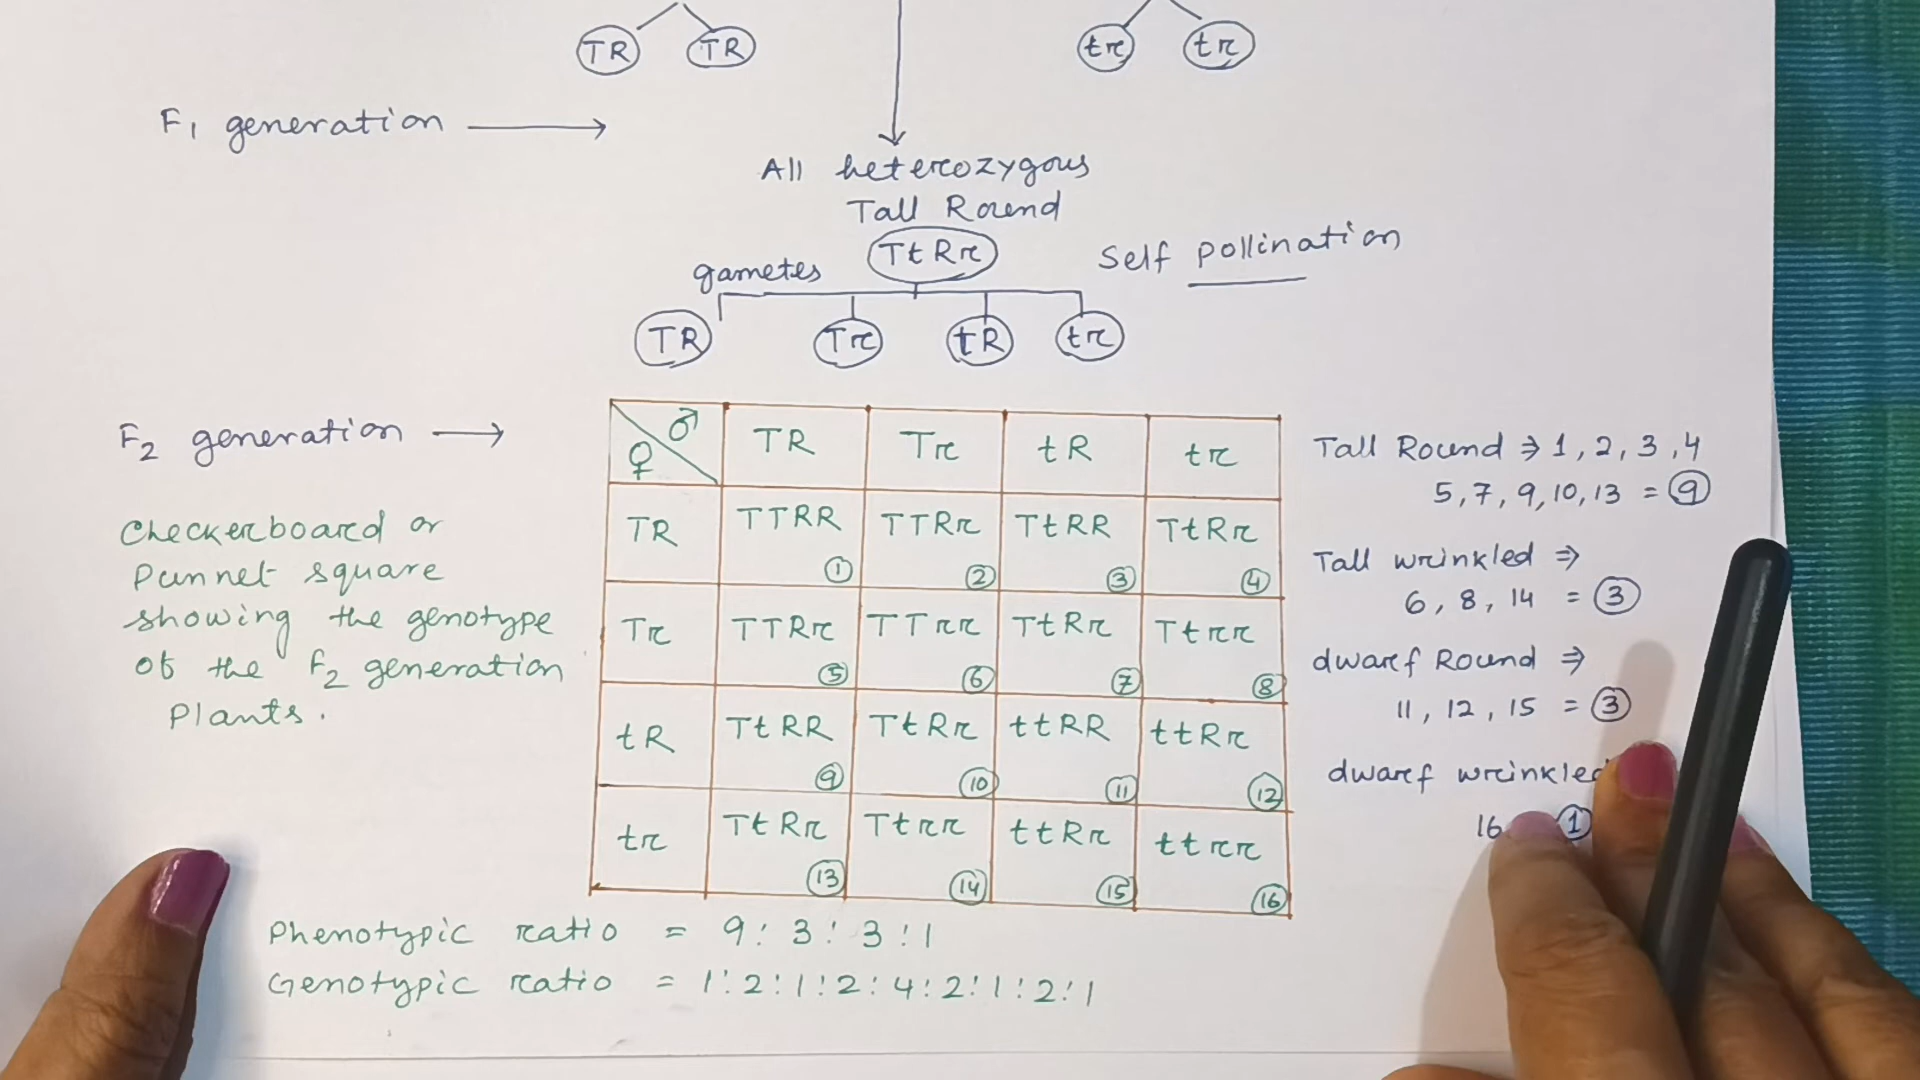 TR TR tr tr
F1 generation →
All heterozygous
Tall Round
TtRr
gametes
Self pollination
TR Tr tR tr
F2 generation →
Checkerboard or
Punnet square
showing the genotype
of the F2 generation
Plants.
♀ ♂ TR Tr tR tr
TR TTRR 1 TTRr 2 TtRR 3 TtRr 4
Tr TTRr 5 TTrr 6 TtRr 7 Ttrr 8
tR TtRR 9 TtRr 10 ttRR 11 ttRr 12
tr TtRr 13 Ttrr 14 ttRr 15 ttrr 16
Tall Round ⇒ 1, 2, 3, 4
5, 7, 9, 10, 13 = 9
Tall wrinkled ⇒
6, 8, 14 = 3
dwarf Round ⇒
11, 12, 15 = 3
dwarf wrinkled
16 1
Phenotypic ratio = 9 : 3 : 3 : 1
Genotypic ratio = 1 : 2 : 1 : 2 : 4 : 2 : 1 : 2 : 1